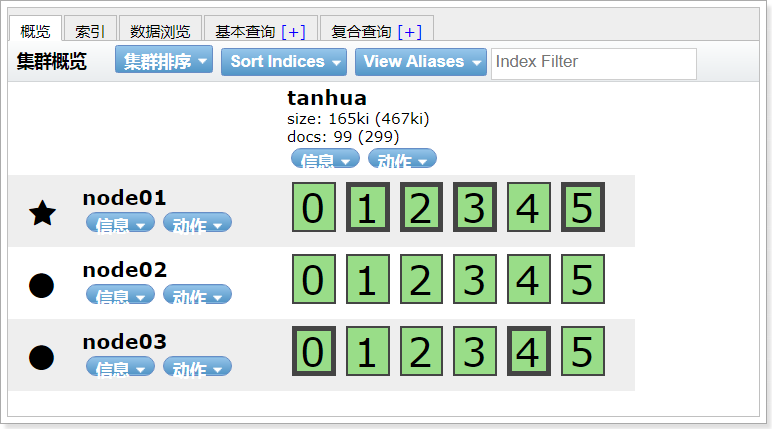 概览 索引 数据浏览 基本查询 [+] 复合查询 [+]
集群概览 集群排序 Sort Indices View Aliases Index Filter
tanhua
size: 165ki (467ki)
docs: 99 (299)
信息 动作
node01 0 1 2 3 4 5
信息 动作
node02 0 1 2 3 4 5
信息 动作
node03 0 1 2 3 4 5
信息 动作